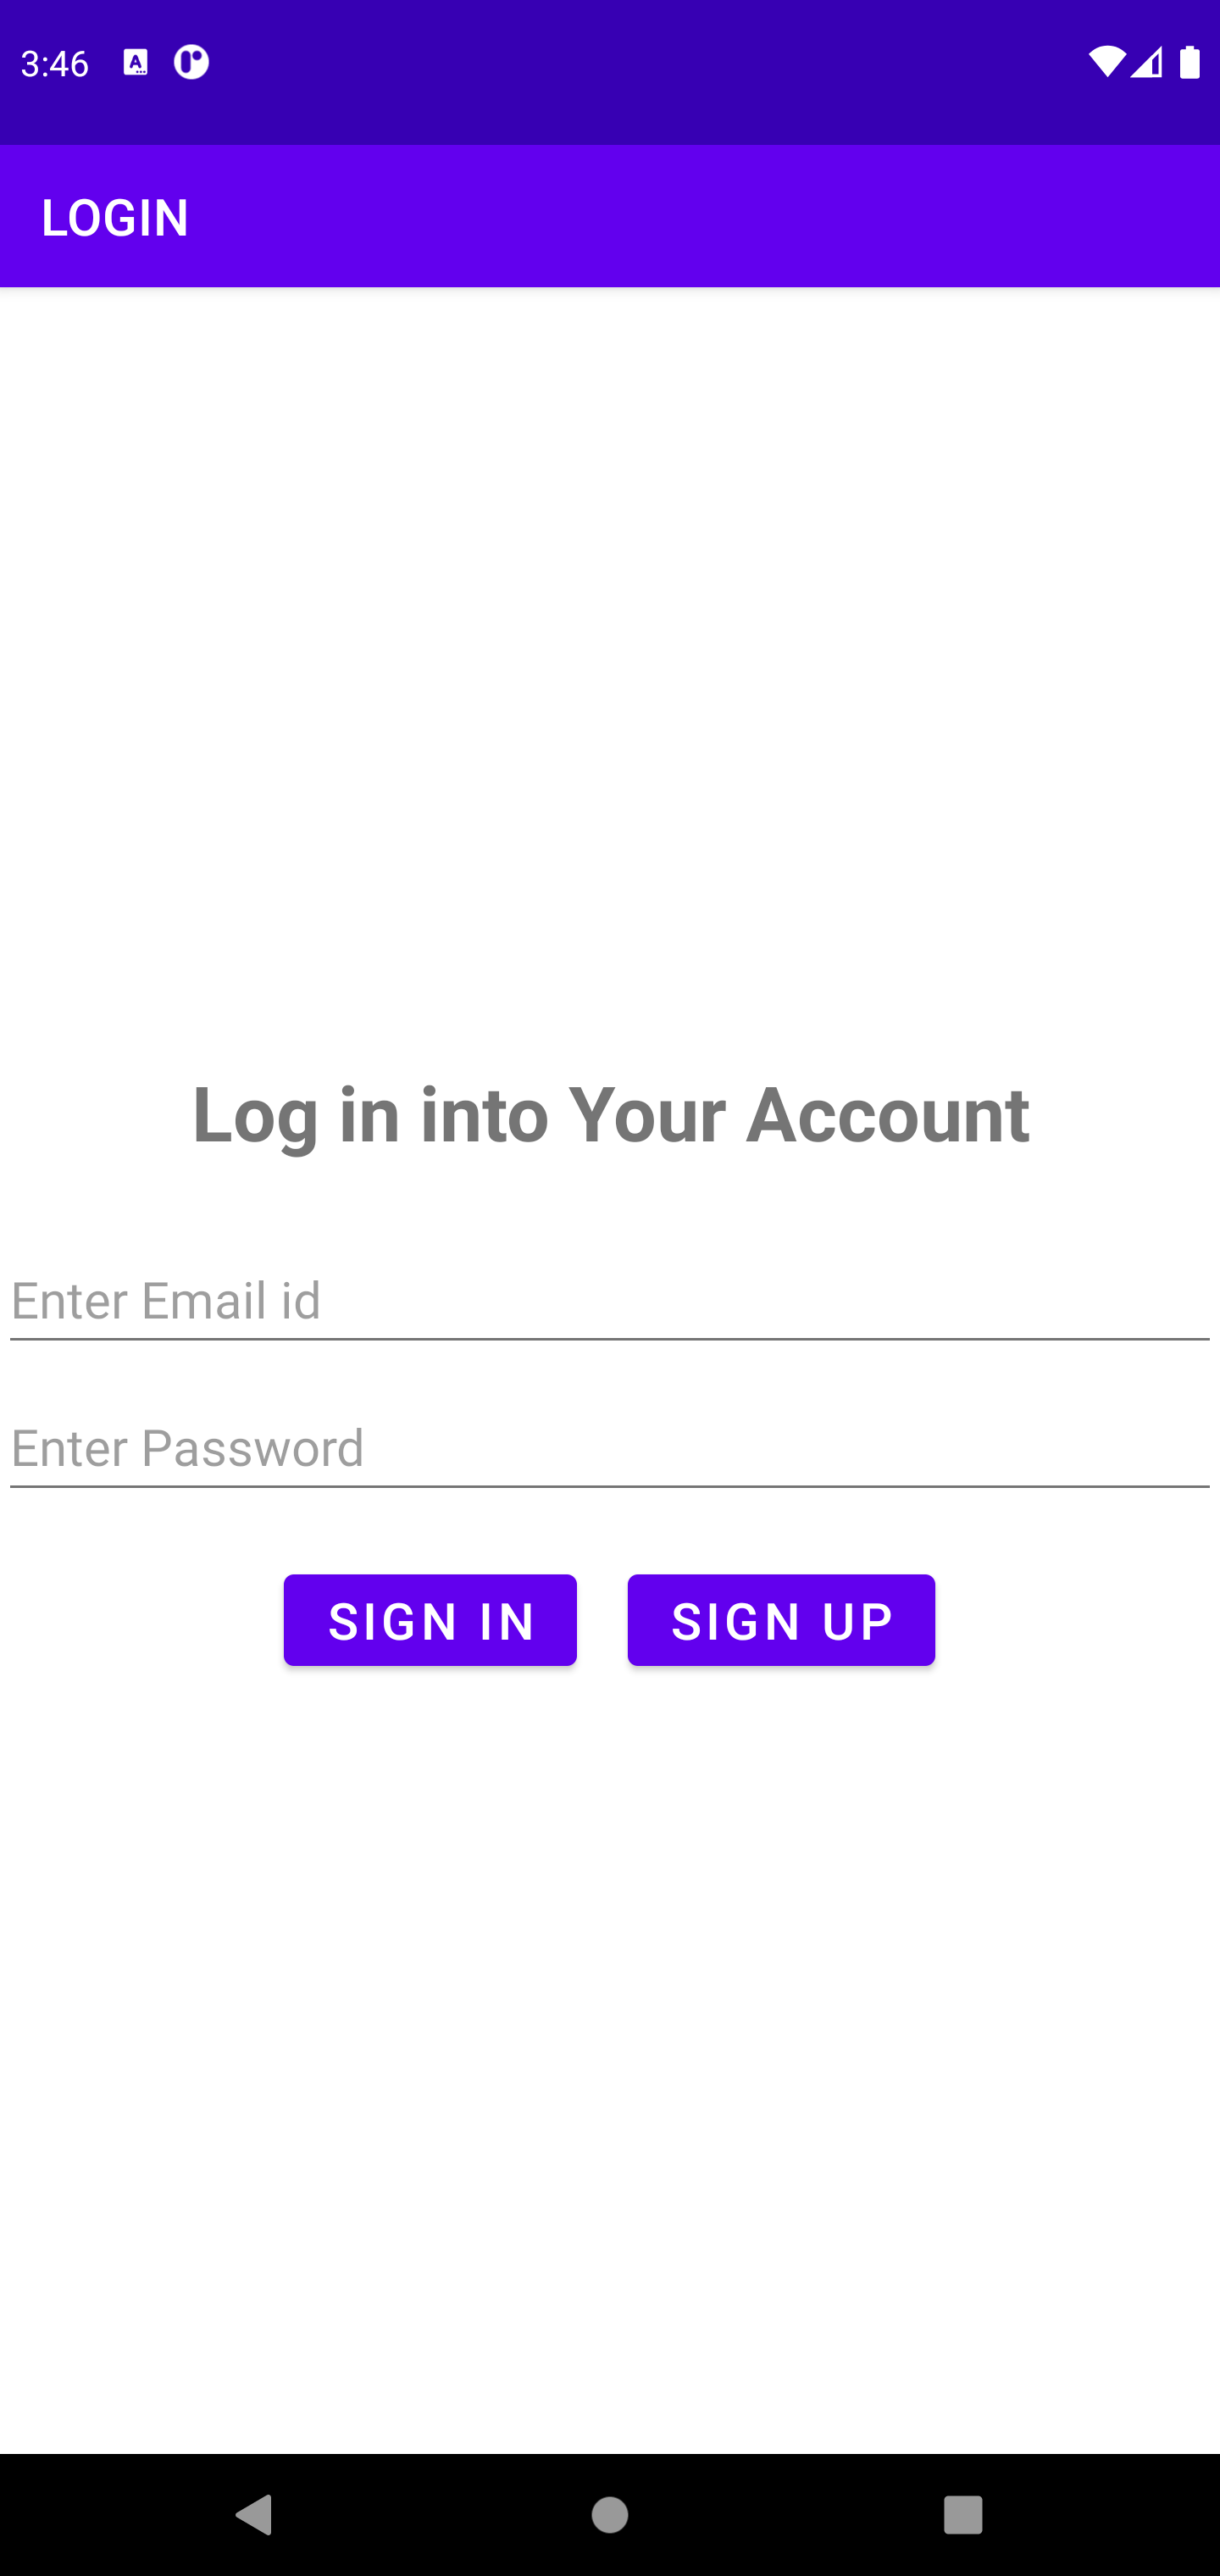 3:46
LOGIN
Log in into Your Account
Enter Email id
Enter Password
SIGN IN SIGN UP